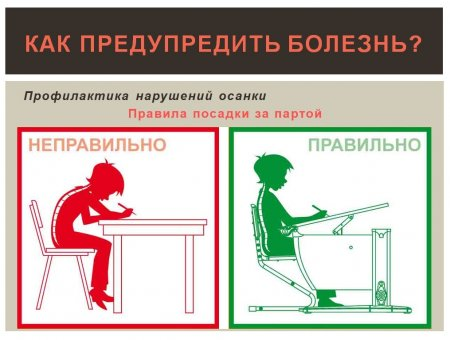 КАК ПРЕДУПРЕДИТЬ БОЛЕЗНЬ?
Профилактика нарушений осанки
Правила посадки за партой
НЕПРАВИЛЬНО
ПРАВИЛЬНО